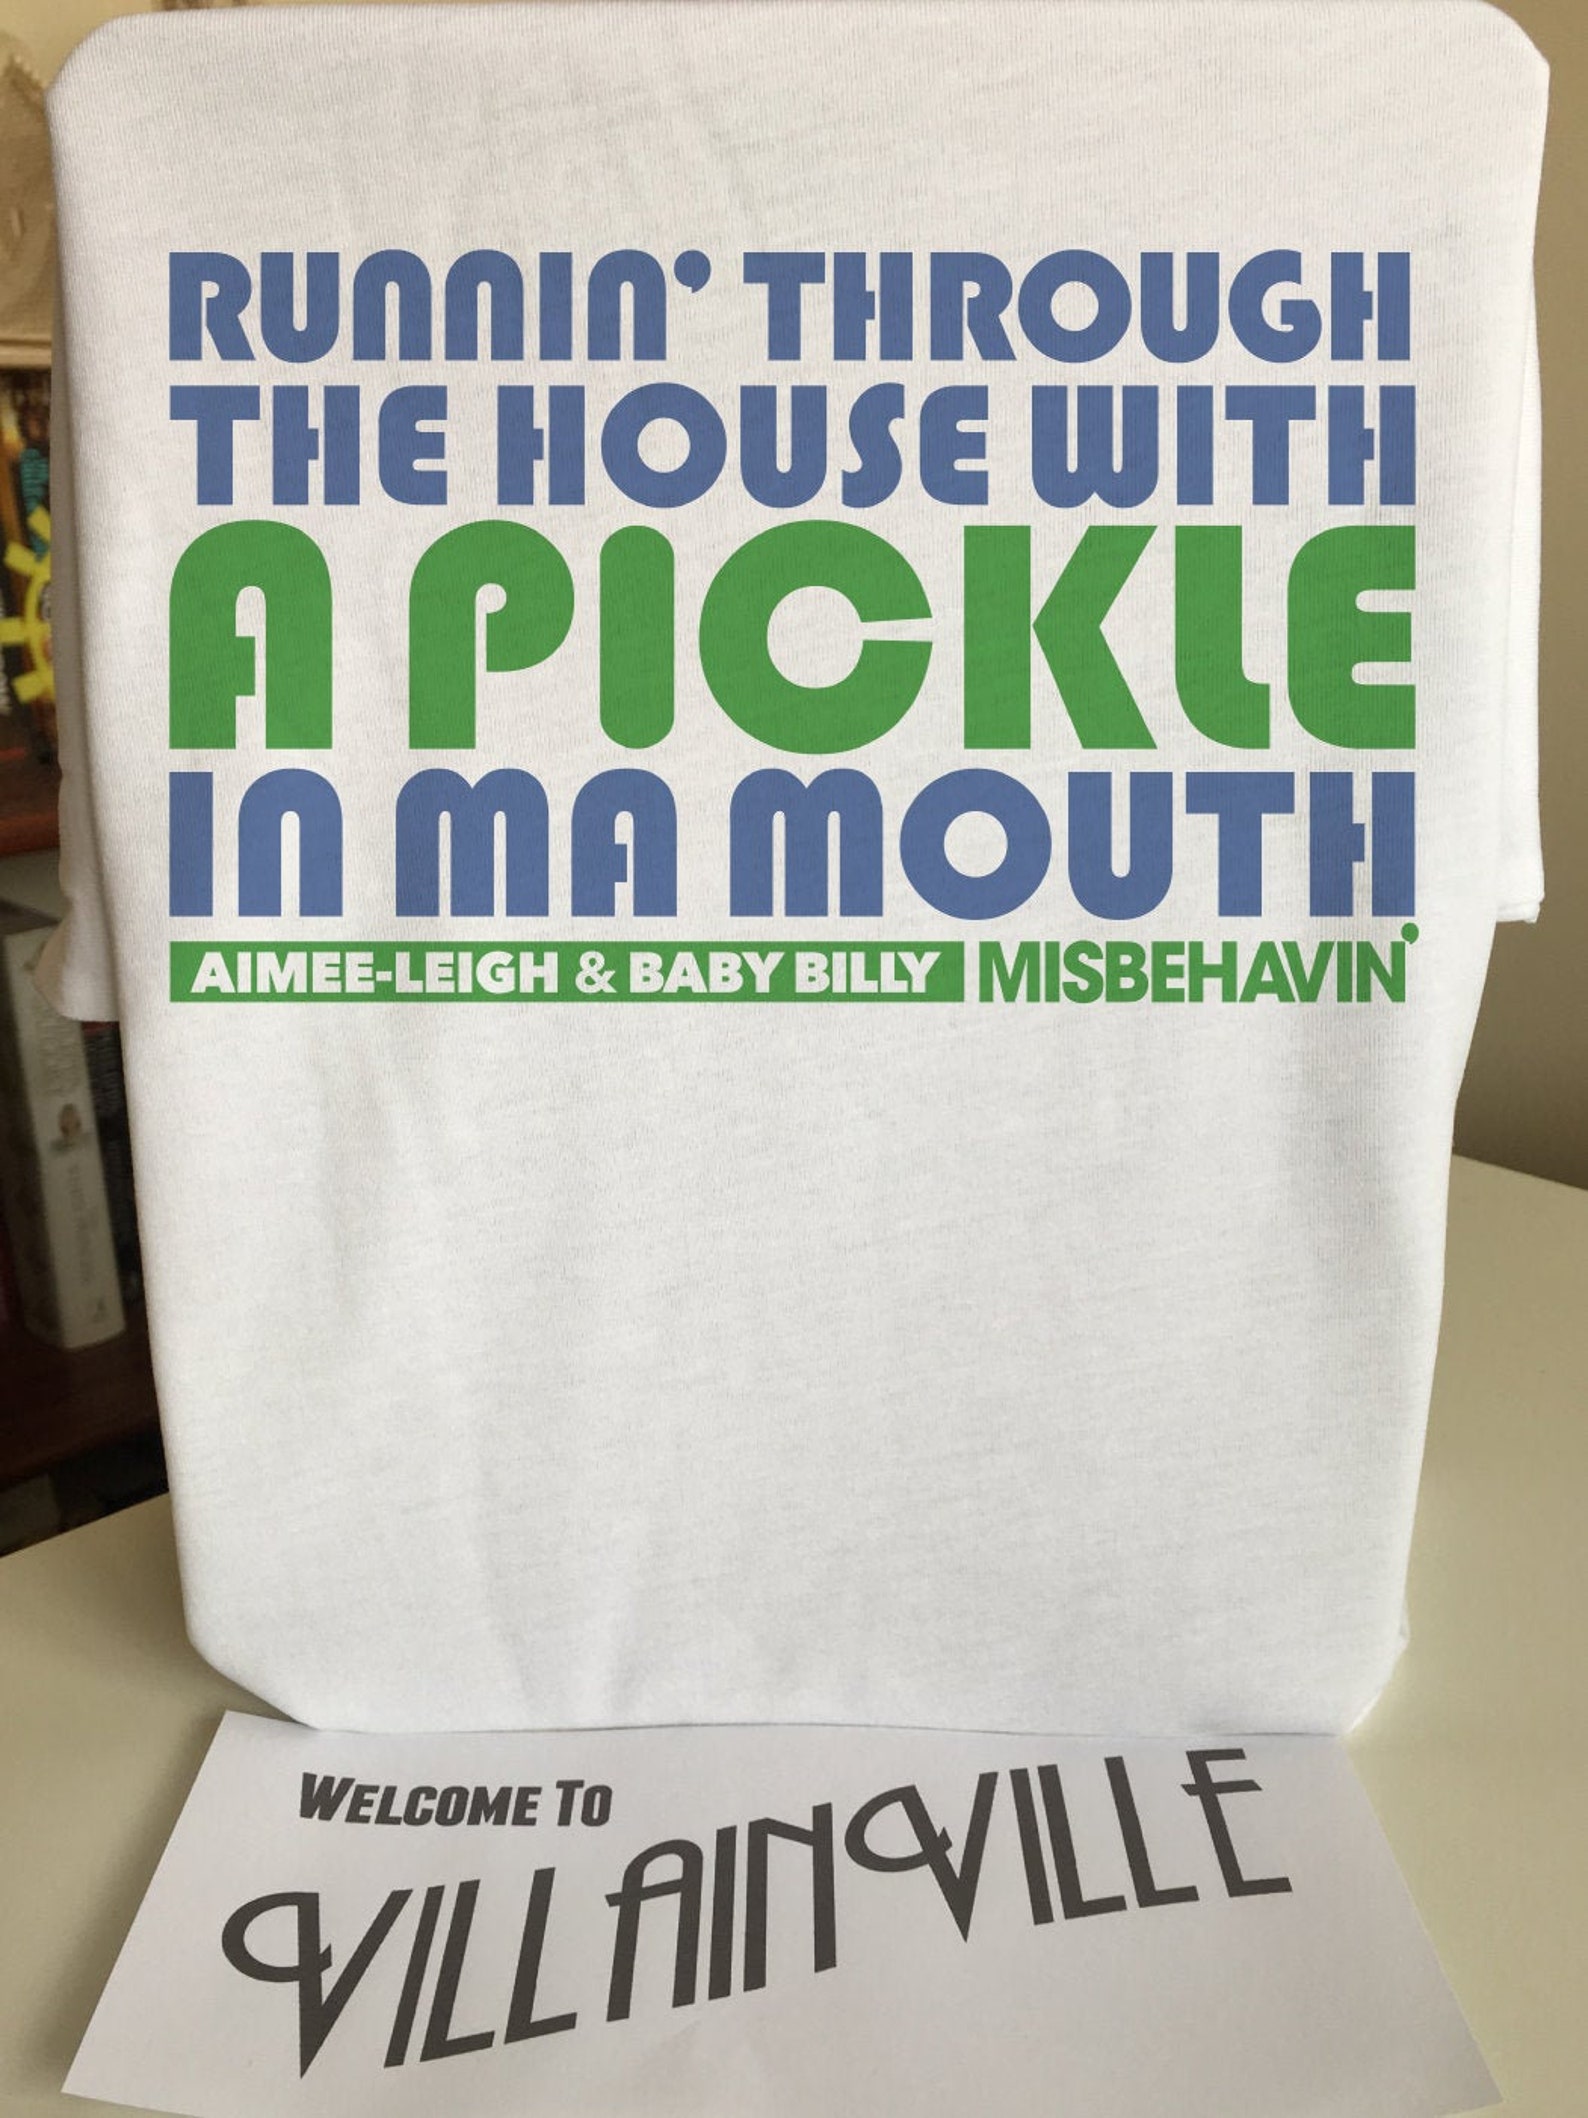 RUNNIN' THROUGH
THE HOUSE WITH
A PICKLE
IN MA MOUTH
AIMEE-LEIGH & BABY BILLY MISBEHAVIN'
WELCOME TO
VILLAINVILLE